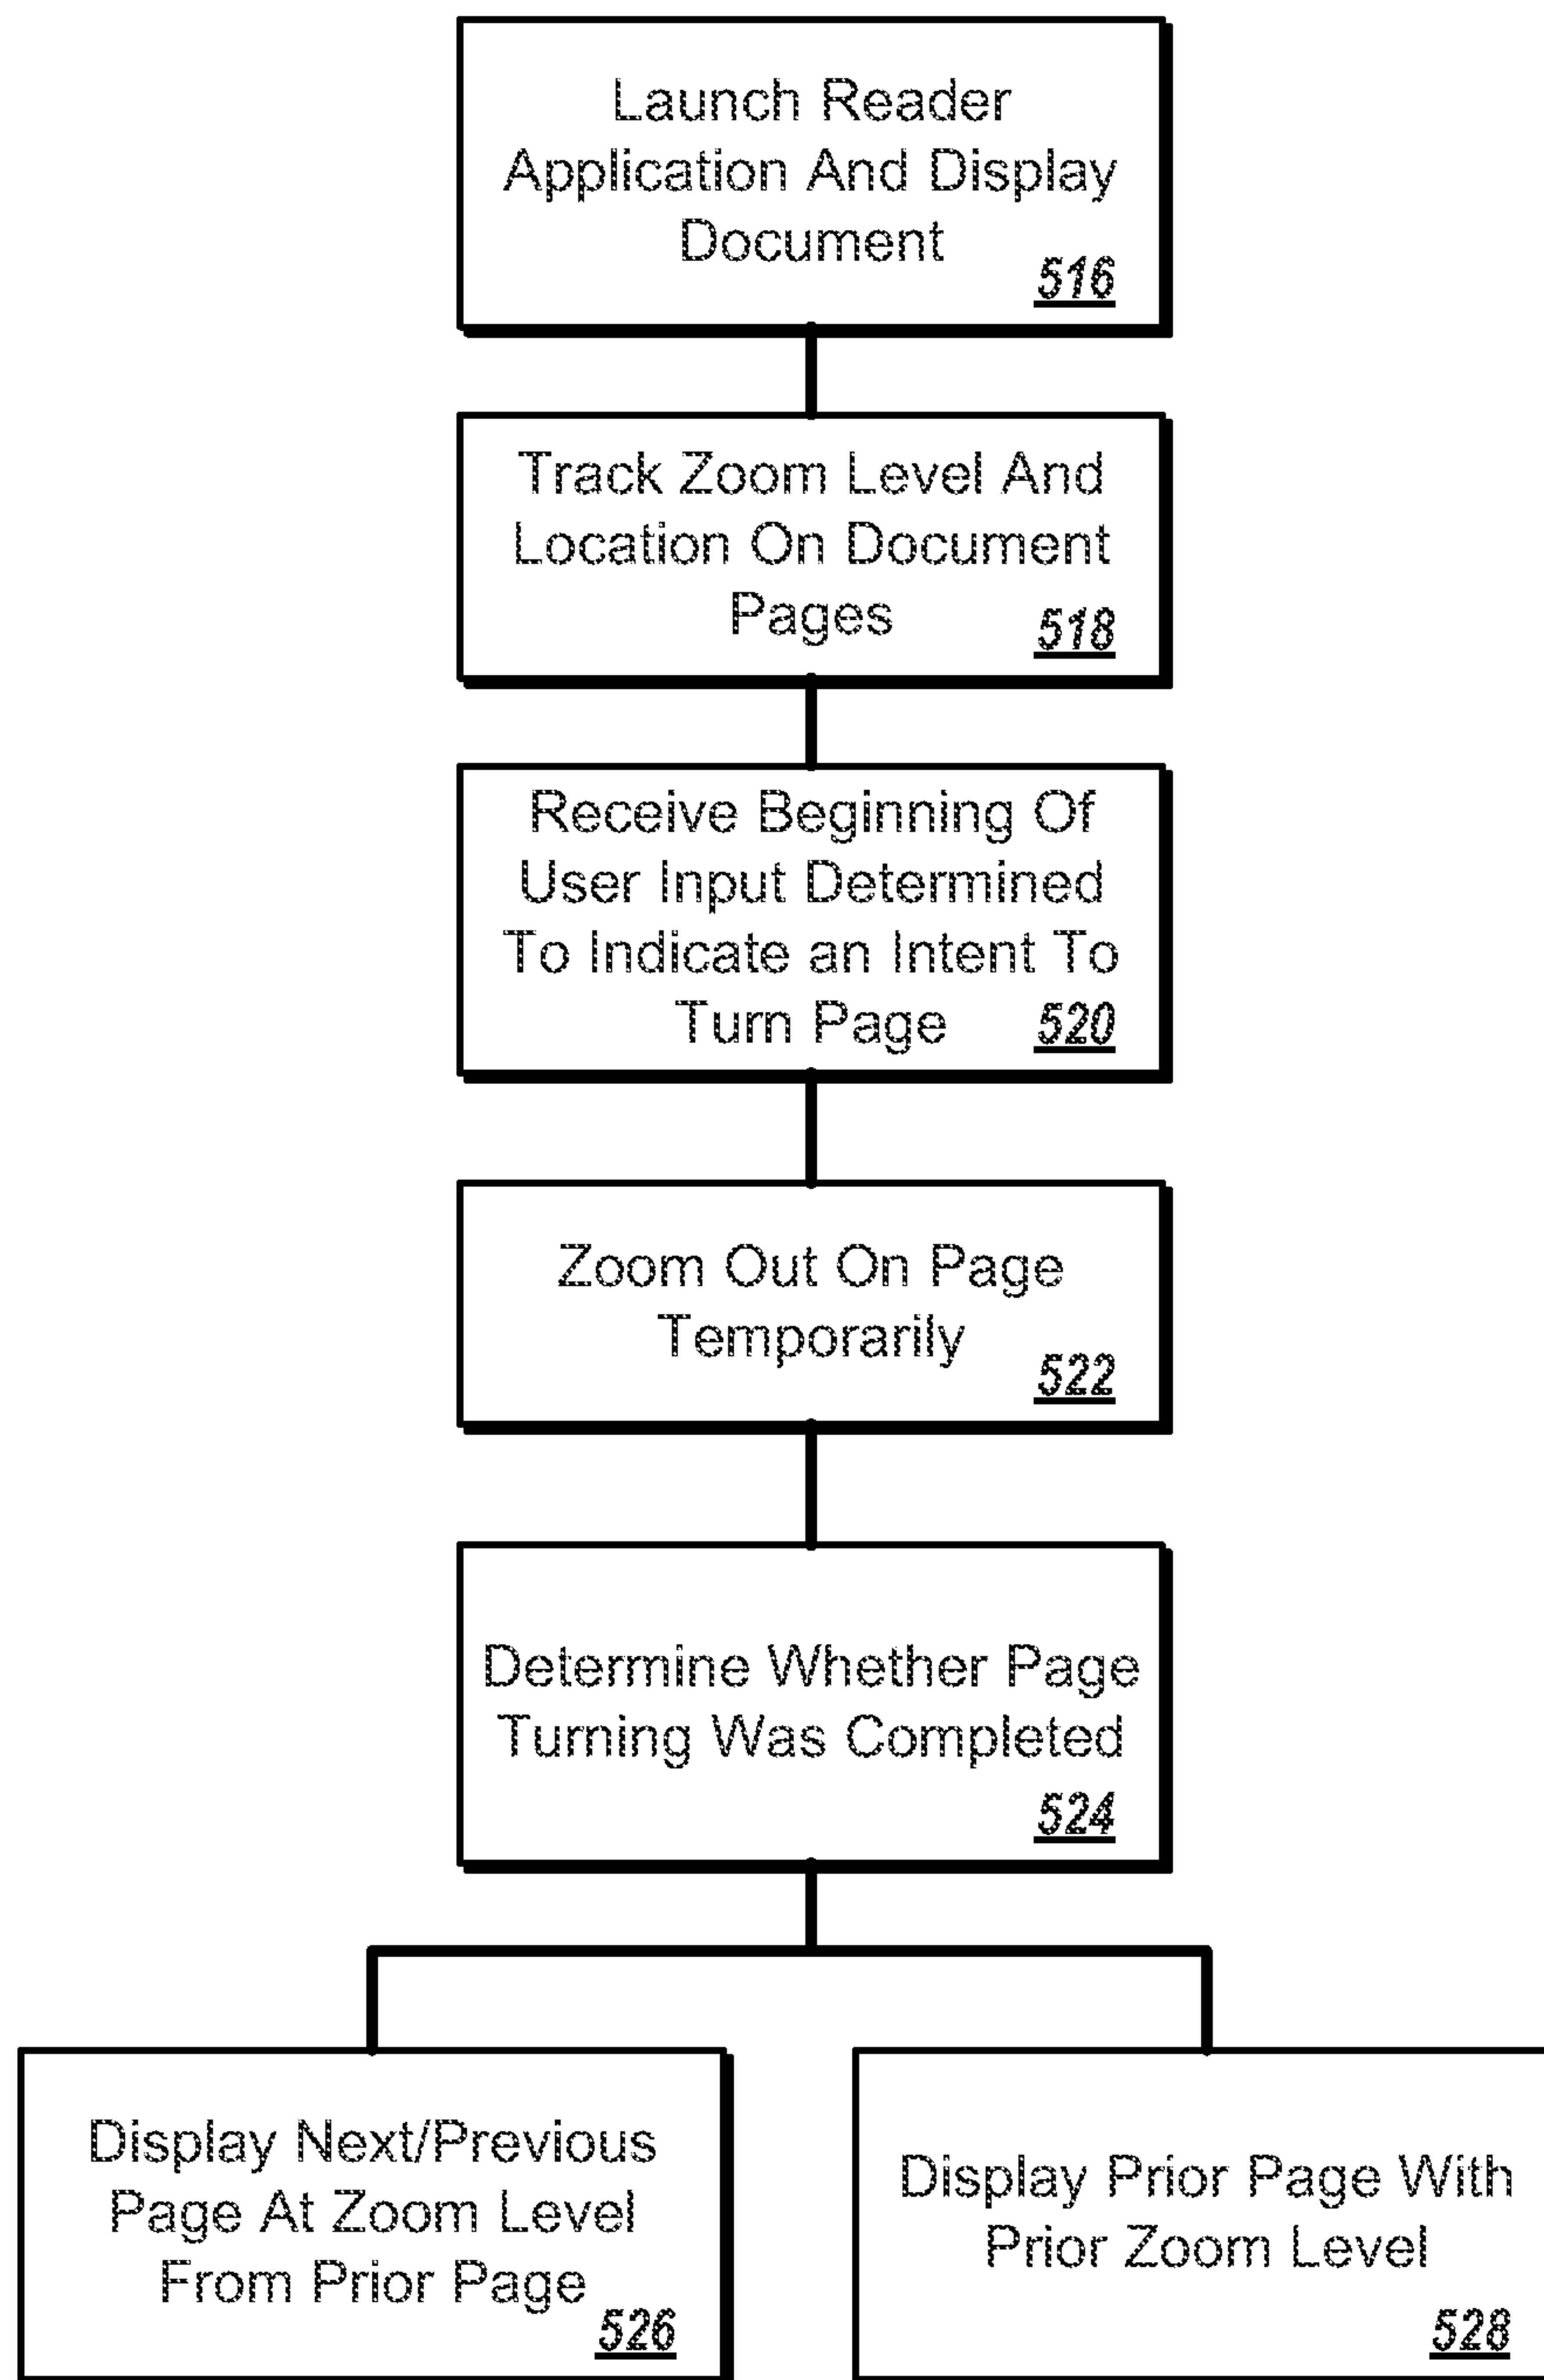 Launch Reader
Application And Display
Document
516
Track Zoom Level And
Location On Document
Pages
518
Receive Beginning Of
User Input Determined
To Indicate an Intent To
Turn Page
520
Zoom Out On Page
Temporarily
522
Determine Whether Page
Turning Was Completed
524
Display Next/Previous
Page At Zoom Level
From Prior Page
526
Display Prior Page With
Prior Zoom Level
528